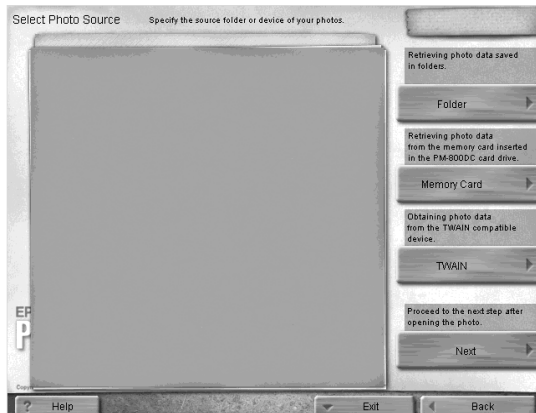 Select Photo Source
Specify the source folder or device of your photos.
Retrieving photo data saved
in folders.
Folder
Retrieving photo data
from the memory card inserted
in the PM-800DC card drive.
Memory Card
Obtaining photo data
from the TWAIN compatible
device.
TWAIN
Proceed to the next step after
opening the photo.
Next
EP
P
? Help
Exit
Back